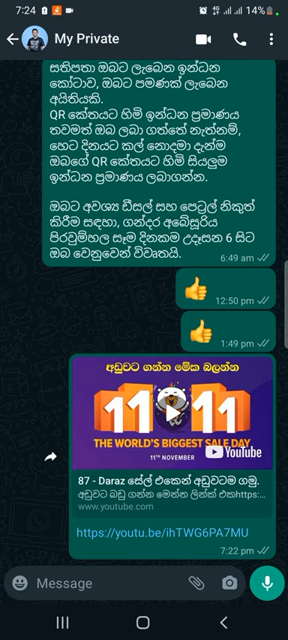 7:24
14%
My Private
සතිපතා ඔබට ලැබෙන ඉන්ධන
කෝටාව, ඔබට පමණක් ලැබෙන
අයිතියකි.
QR කේතයට හිමි ඉන්ධන ප්‍රමාණය
තවමත් ඔබ ලබා ගත්තේ නැත්නම්,
හෙට දිනයට කල් නොදමා දැන්ම
ඔබගේ QR කේතයට හිමි සියලුම
ඉන්ධන ප්‍රමාණය ලබාගන්න.
ඔබට අවශ්‍ය ඩීසල් සහ පෙට්‍රල් නිකුත්
කිරීම සඳහා, ගන්දර අබේසූරිය
පිරවුම්හල සෑම දිනකම උදෑසන 6 සිට
ඔබ වෙනුවෙන් විවෘතයි.
6:49 am
12:50 pm
1:49 pm
අඩුවට ගන්න මේක බලන්න
11 11
THE WORLD'S BIGGEST SALE DAY
11TH NOVEMBER
YouTube
87 - Daraz සේල් එකෙන් අඩුවටම ගමු.
අඩුවට බඩු ගන්න මෙන්න ලින්ක් එකhttps:...
www.youtube.com
https://youtu.be/ihTWG6PA7MU
7:22 pm
Message